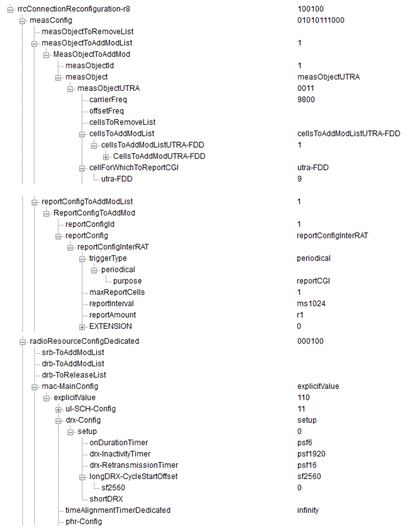 rrcConnectionReconfiguration-r8 100100
measConfig 01010111000
measObjectToRemoveList
measObjectToAddModList 1
MeasObjectToAddMod
measObjectId 1
measObject measObjectUTRA
measObjectUTRA 0011
carrierFreq 9800
offsetFreq
cellsToRemoveList
cellsToAddModList cellsToAddModListUTRA-FDD
cellsToAddModListUTRA-FDD 1
CellsToAddModUTRA-FDD
cellForWhichToReportCGI utra-FDD
utra-FDD 9
reportConfigToAddModList 1
ReportConfigToAddMod
reportConfigId 1
reportConfig reportConfigInterRAT
reportConfigInterRAT
triggerType periodical
periodical
purpose reportCGI
maxReportCells 1
reportInterval ms1024
reportAmount r1
EXTENSION 0
radioResourceConfigDedicated 000100
srb-ToAddModList
drb-ToAddModList
drb-ToReleaseList
mac-MainConfig explicitValue
explicitValue 110
ul-SCH-Config 11
drx-Config setup
setup 0
onDurationTimer psf6
drx-InactivityTimer psf1920
drx-RetransmissionTimer psf16
longDRX-CycleStartOffset sf2560
sf2560 0
shortDRX
timeAlignmentTimerDedicated infinity
phr-Config